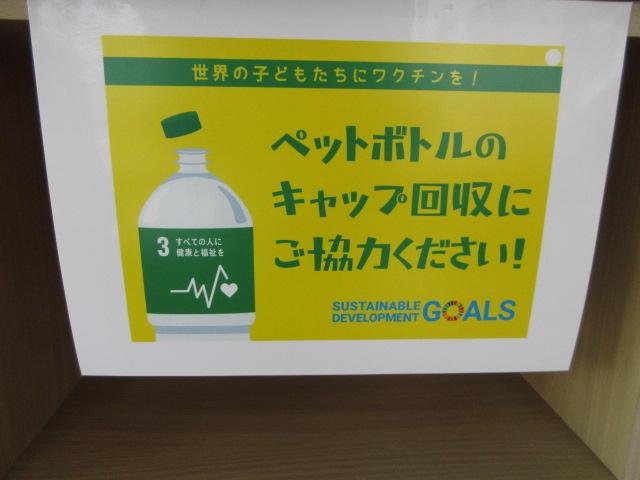 世界の子どもたちにワクチンを!
ペットボトルの
キャップ回収に
ご協力ください!
3 すべての人に
健康と福祉を
SUSTAINABLE
DEVELOPMENT
GOALS